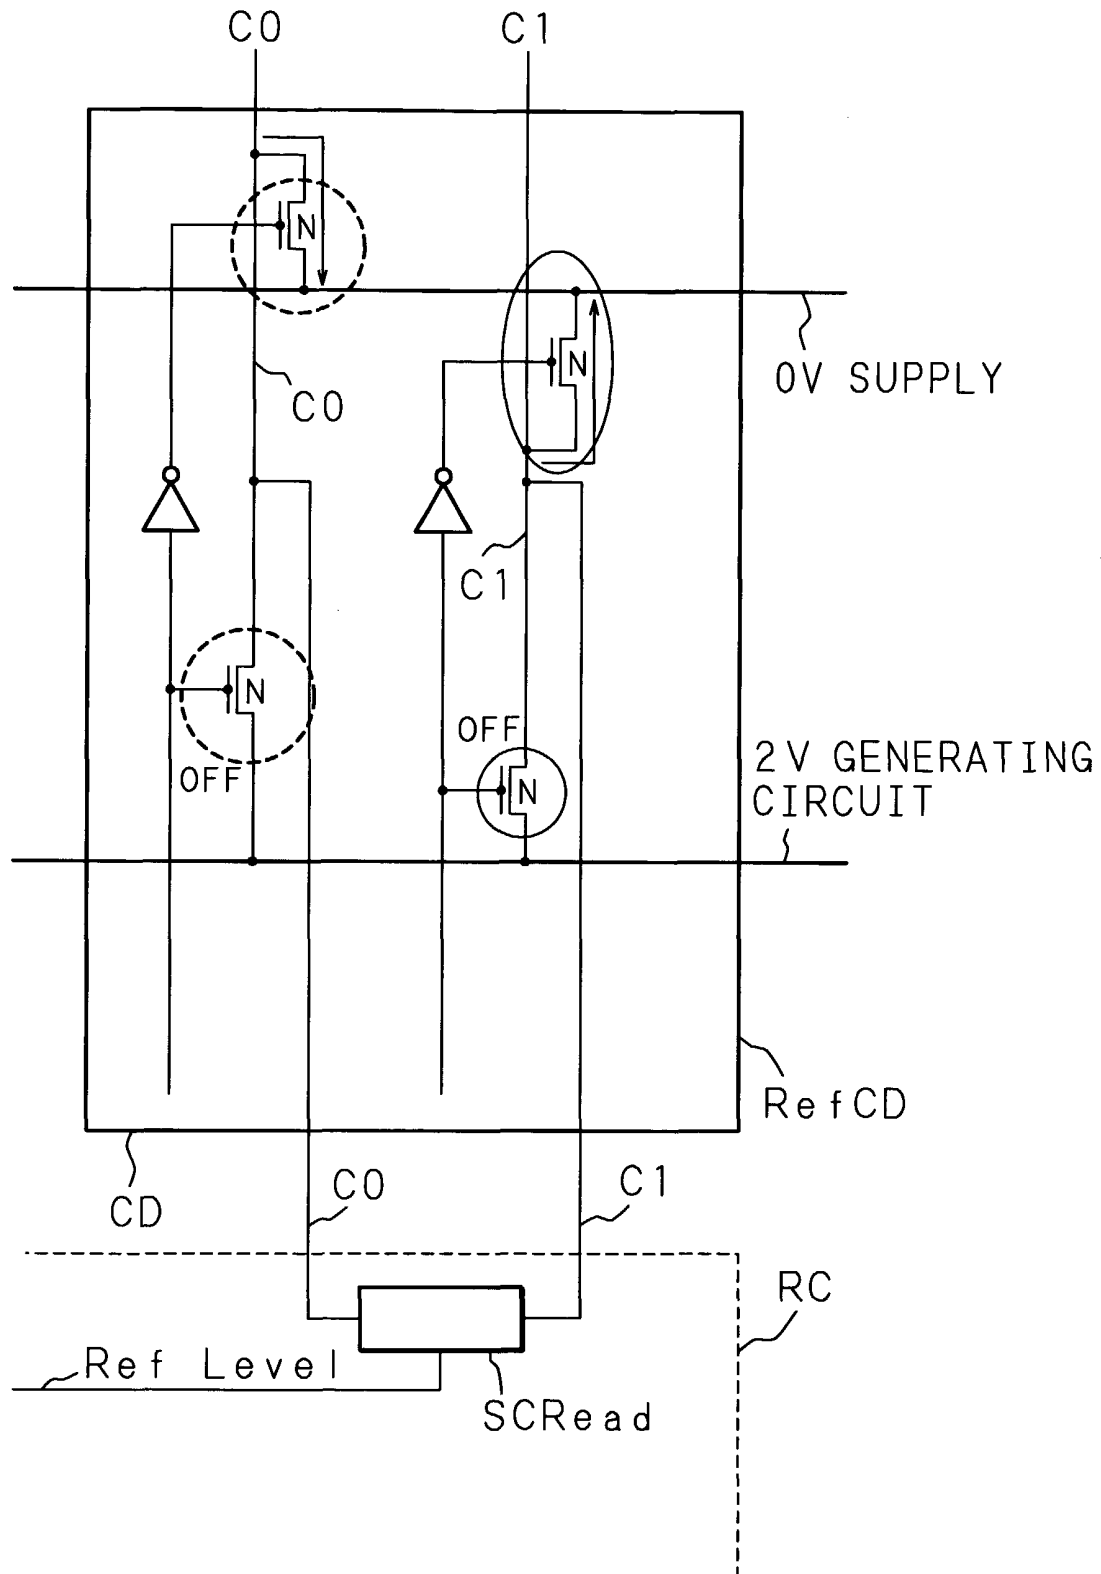 C0
C1
N
N
0V SUPPLY
C0
C1
N
OFF
OFF
N
2V GENERATING
CIRCUIT
RefCD
CD
C0
C1
RC
Ref Level
SCRead